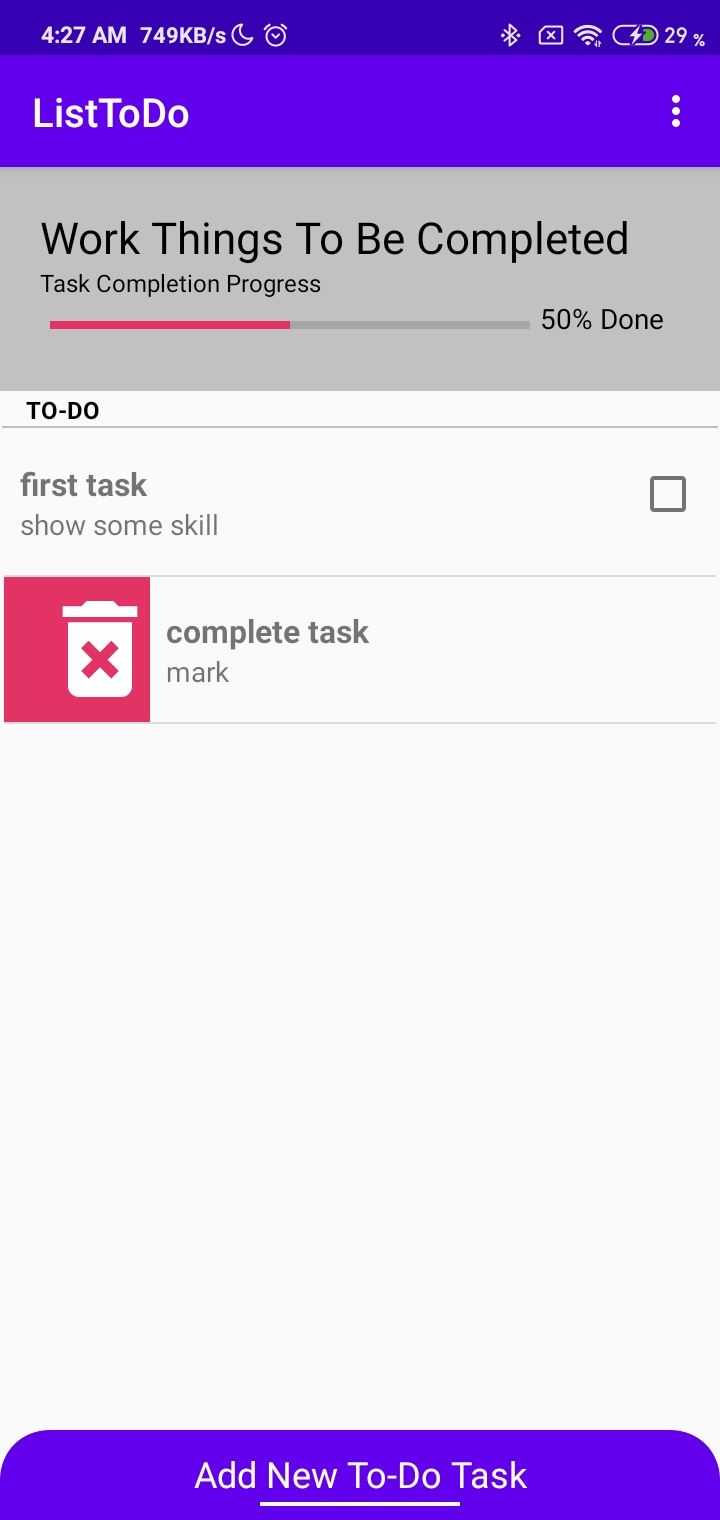 4:27 AM 749KB/s 29 %
ListToDo
Work Things To Be Completed
Task Completion Progress
50% Done
TO-DO
first task
show some skill
complete task
mark
Add New To-Do Task